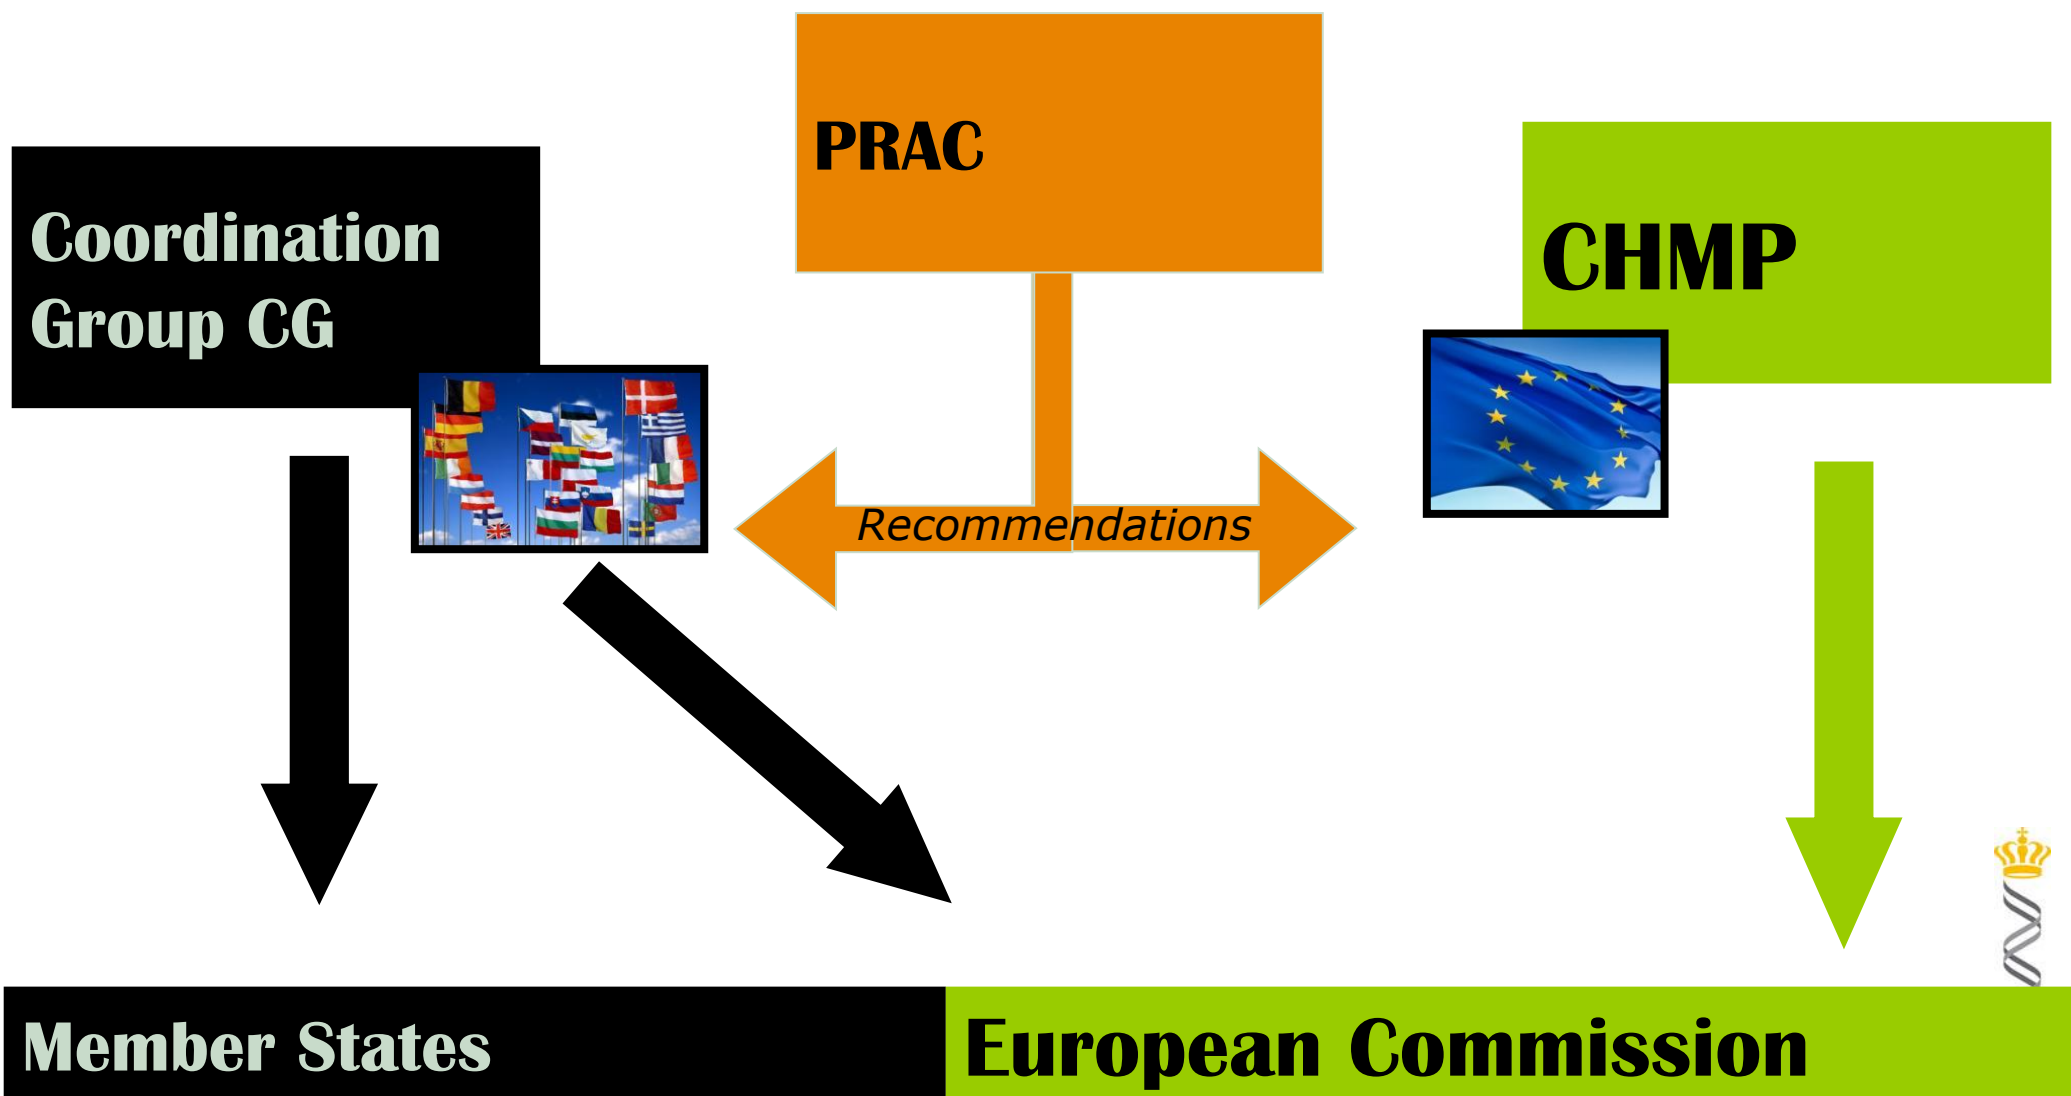 PRAC
Coordination
Group CG
CHMP
Recommendations
Member States
European Commission